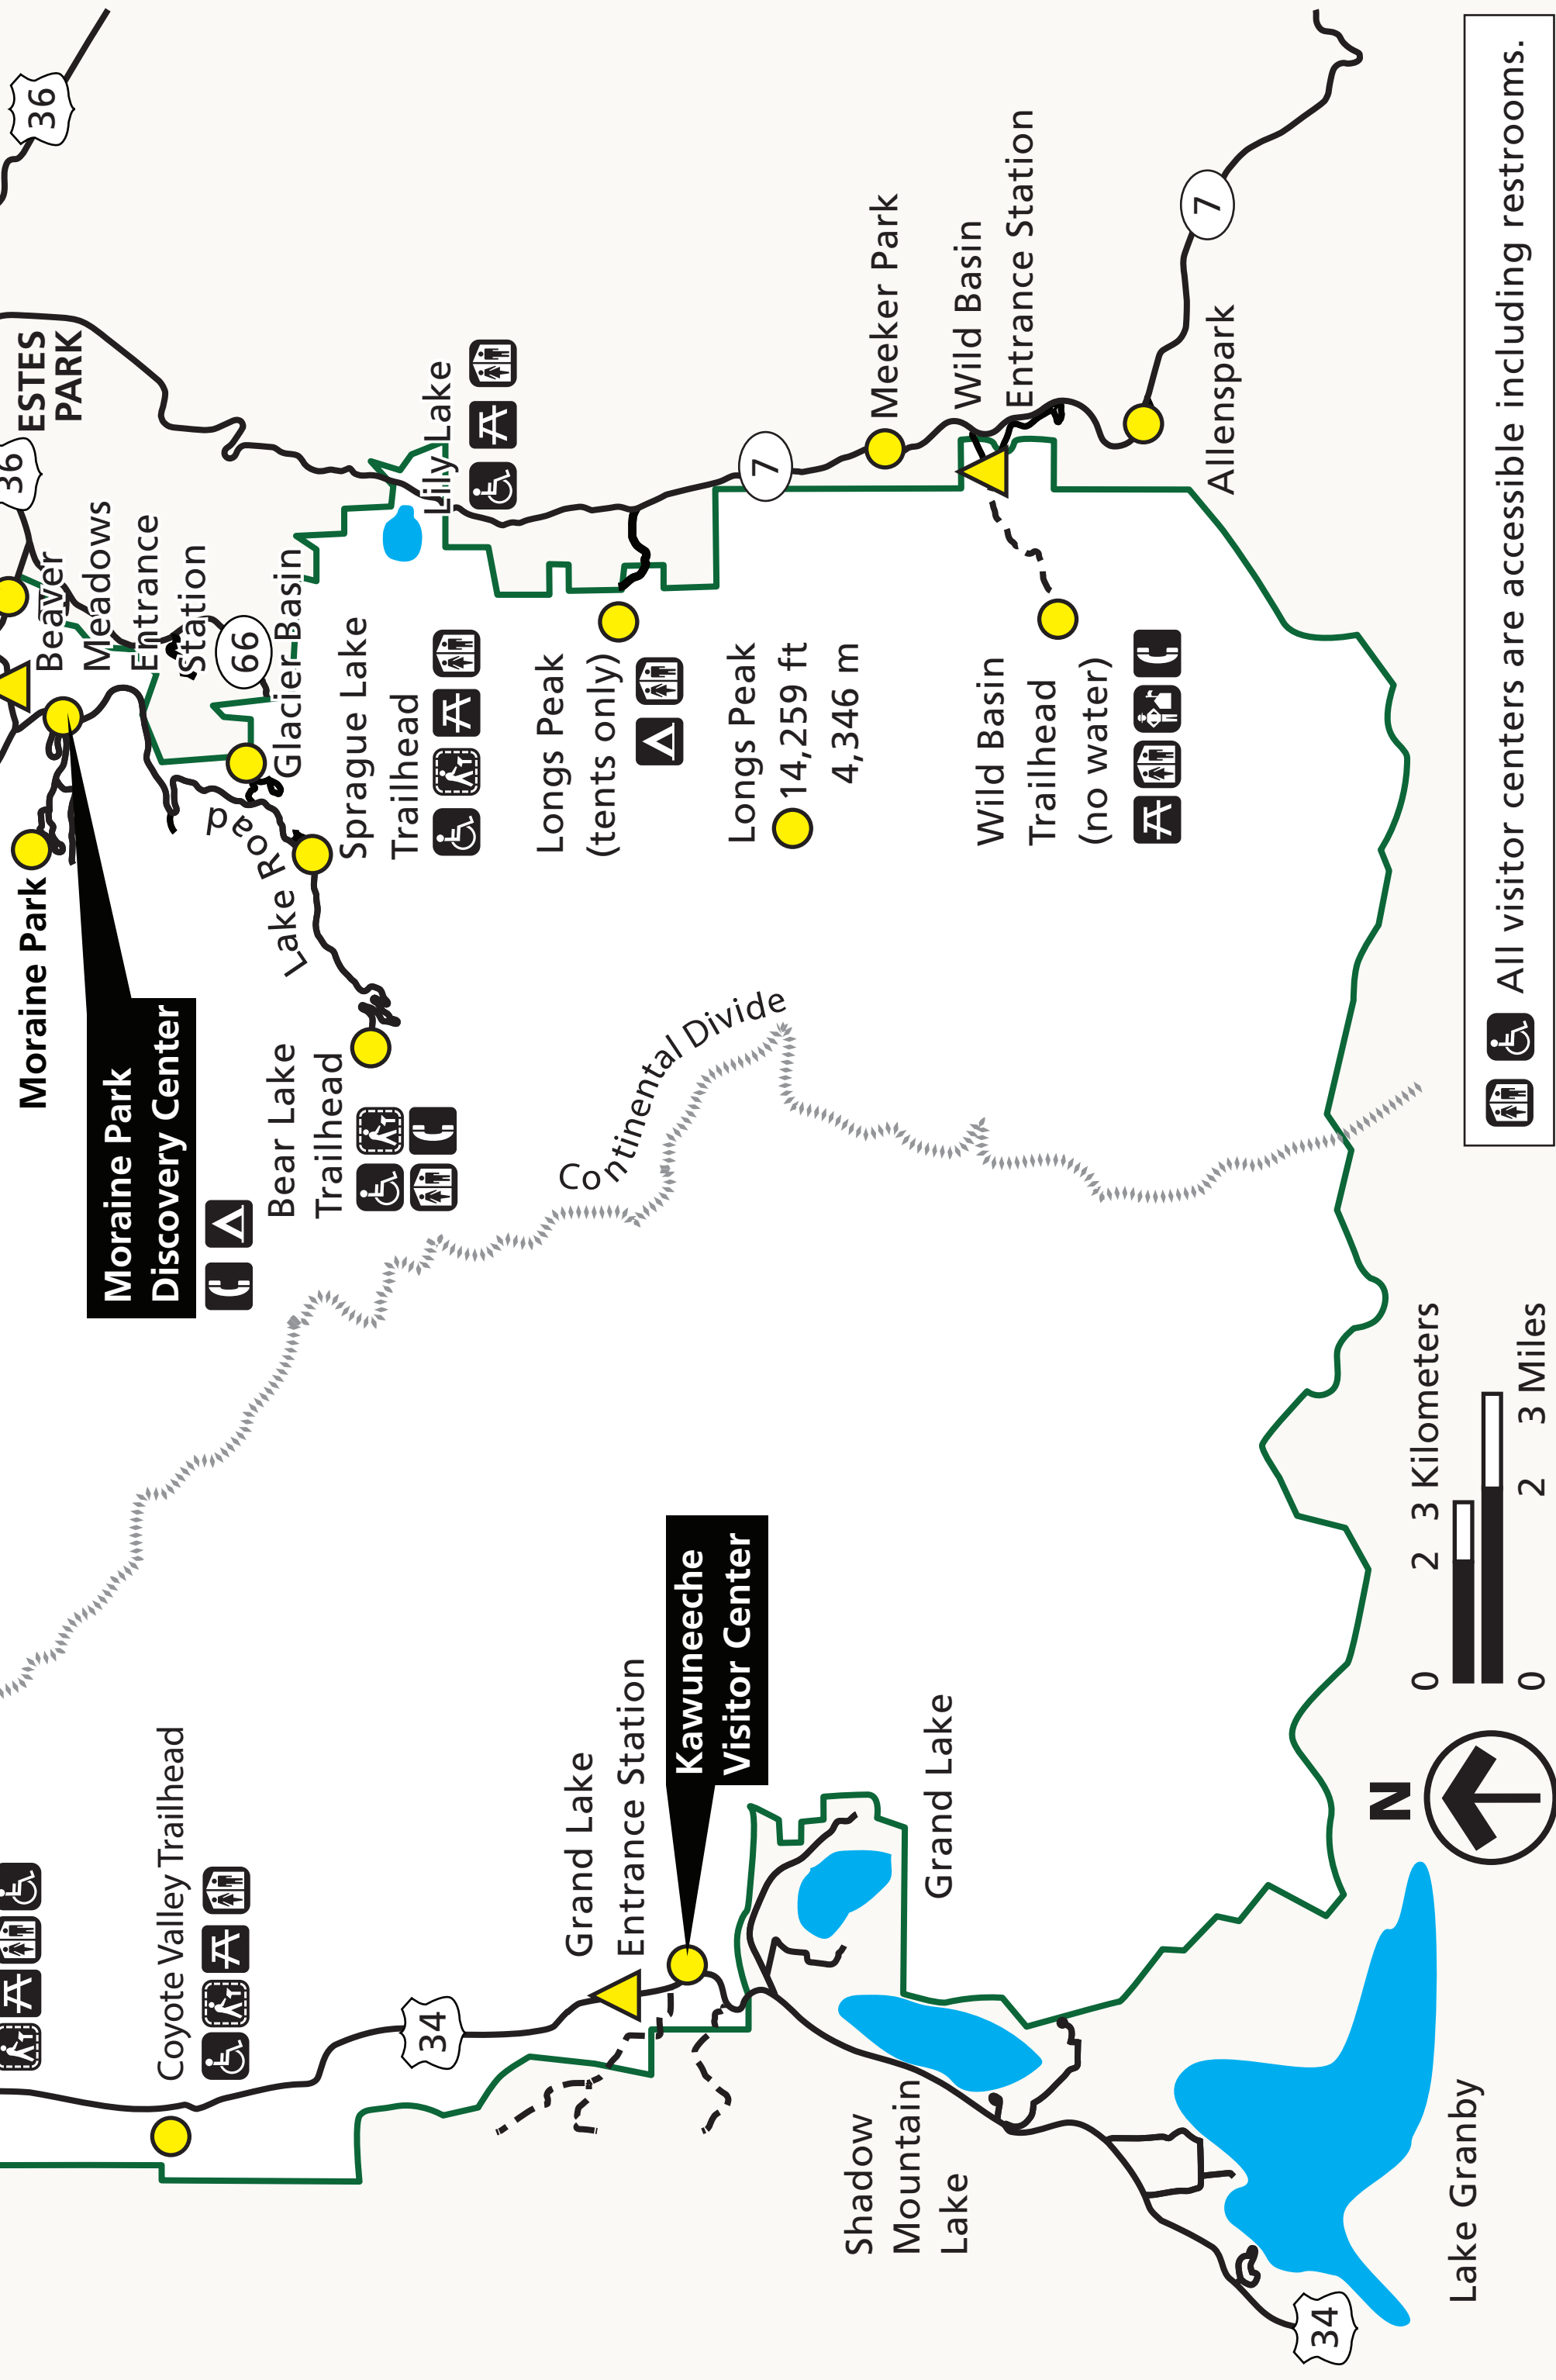 36
ESTES
PARK
36
Beaver
Meadows
Entrance
Station
66
Glacier Basin
Moraine Park
Moraine Park
Discovery Center
Lake Road
Sprague Lake
Trailhead
Bear Lake
Trailhead
Lily Lake
Longs Peak
(tents only)
7
Longs Peak
14,259 ft
4,346 m
Meeker Park
Wild Basin
Entrance Station
Wild Basin
Trailhead
(no water)
Allenspark
7
Continental Divide
Coyote Valley Trailhead
34
Grand Lake
Entrance Station
Kawuneeche
Visitor Center
Grand Lake
Shadow
Mountain
Lake
Lake Granby
34
N
0 2 3 Kilometers
0 2 3 Miles
All visitor centers are accessible including restrooms.